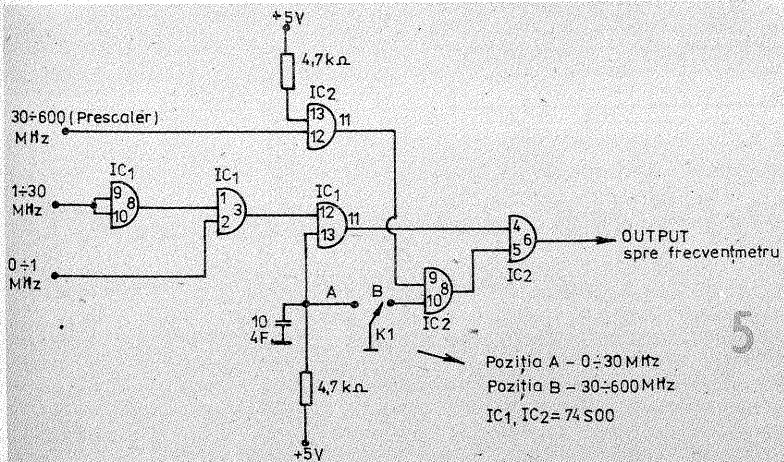 +5V
4,7kΩ
IC2
13
12
11
30÷600 (Prescaler)
MHz
IC1
9
10
8
1÷30
MHz
IC1
1
2
3
IC1
12
13
11
4
5
6
IC2
OUTPUT
spre frecvențmetru
0÷1
MHz
A
B
9
10
8
IC2
K1
10
4F
4,7kΩ
+5V
Poziția A – 0÷30 MHz
Poziția B – 30÷600 MHz
IC1, IC2 = 74S00
5